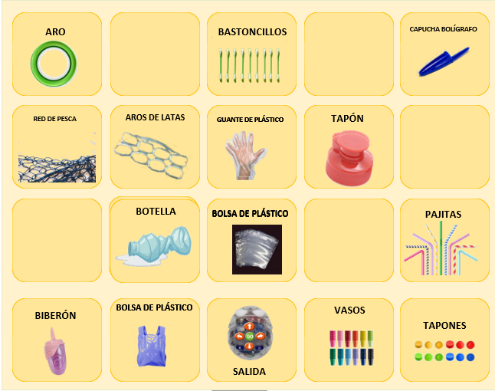 ARO
BASTONCILLOS
CAPUCHA BOLÍGRAFO
RED DE PESCA
AROS DE LATAS
GUANTE DE PLÁSTICO
TAPÓN
BOTELLA
BOLSA DE PLÁSTICO
PAJITAS
BIBERÓN
BOLSA DE PLÁSTICO
GO
SALIDA
VASOS
TAPONES